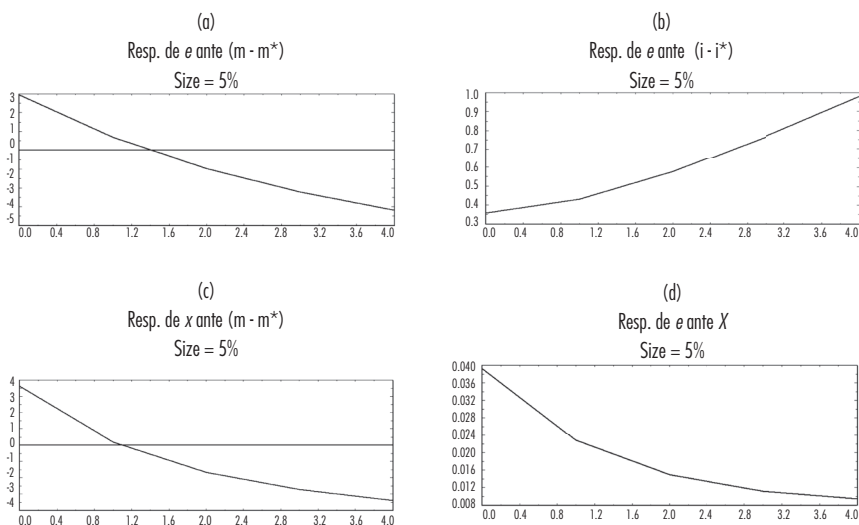 (a)
Resp. de e ante (m - m*)
Size = 5%
3
2
1
0
-1
-2
-3
-4
-5
0.0 0.4 0.8 1.2 1.6 2.0 2.4 2.8 3.2 3.6 4.0
(b)
Resp. de e ante (i - i*)
Size = 5%
1.0
0.9
0.8
0.7
0.6
0.5
0.4
0.3
0.0 0.4 0.8 1.2 1.6 2.0 2.4 2.8 3.2 3.6 4.0
(c)
Resp. de x ante (m - m*)
Size = 5%
4
3
2
1
0
-1
-2
-3
-4
0.0 0.4 0.8 1.2 1.6 2.0 2.4 2.8 3.2 3.6 4.0
(d)
Resp. de e ante X
Size = 5%
0.040
0.036
0.032
0.028
0.024
0.020
0.016
0.012
0.008
0.0 0.4 0.8 1.2 1.6 2.0 2.4 2.8 3.2 3.6 4.0